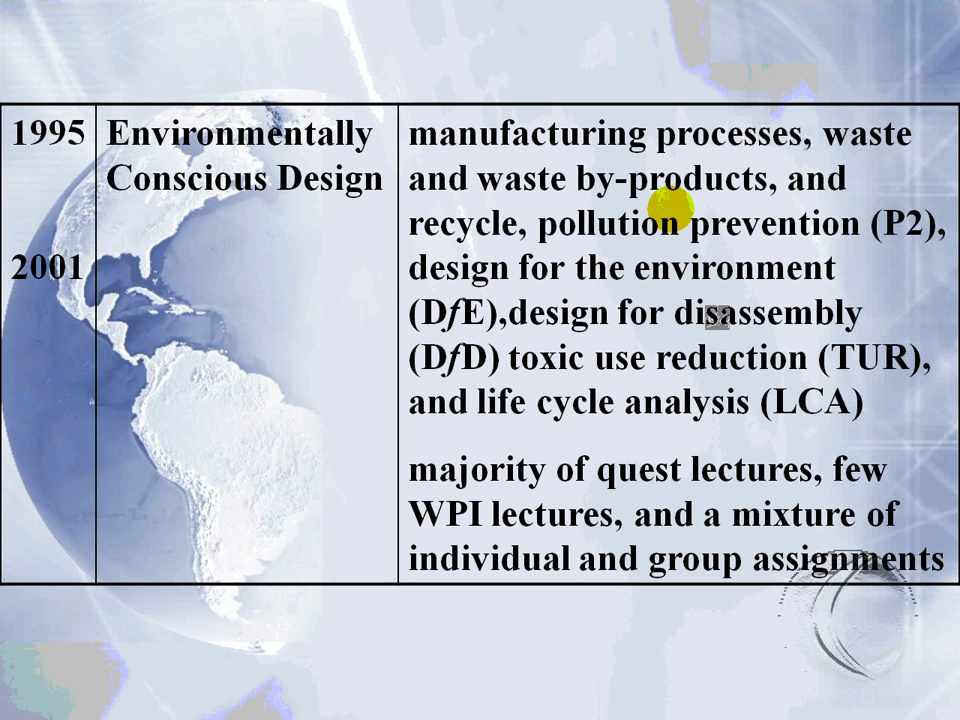 1995
2001
Environmentally
Conscious Design
manufacturing processes, waste
and waste by-products, and
recycle, pollution prevention (P2),
design for the environment
(DfE),design for disassembly
(DfD) toxic use reduction (TUR),
and life cycle analysis (LCA)
majority of quest lectures, few
WPI lectures, and a mixture of
individual and group assignments